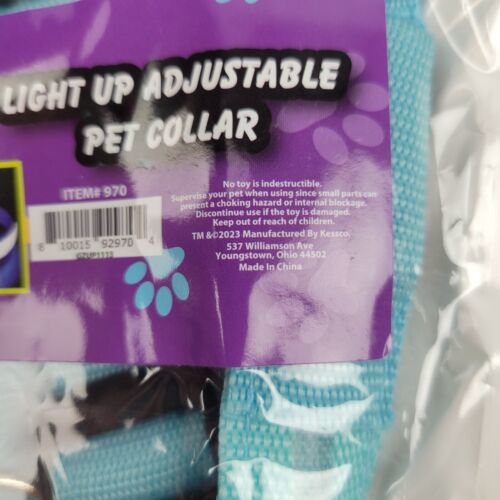 LIGHT UP ADJUSTABLE
PET COLLAR
ITEM# 970
6 10015 92970 4
GZUP1112
No toy is indestructible.
Supervise your pet when using since small parts can
present a choking hazard or internal blockage.
Discontinue use if the toy is damaged.
Keep out of reach of children.
TM &©2023 Manufactured By Kessco.
537 Williamson Ave
Youngstown, Ohio 44502
Made In China